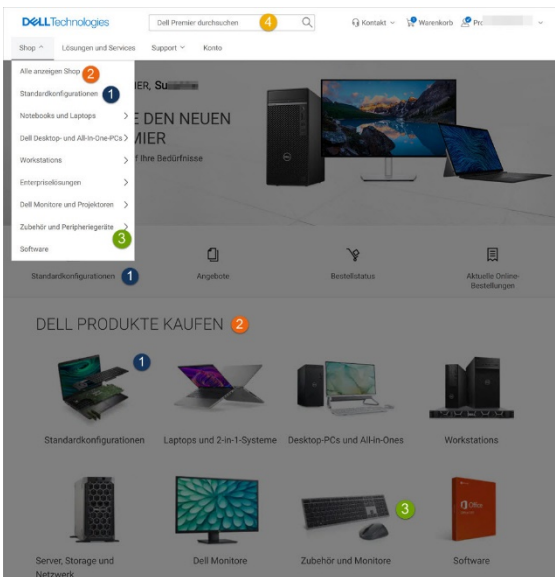 DELLTechnologies
Dell Premier durchsuchen 4
Kontakt
Warenkorb
Shop
Lösungen und Services
Support
Konto
Alle anzeigen Shop 2
Standardkonfigurationen 1
Notebooks und Laptops
Dell Desktop- und All-In-One-PCs
Workstations
Enterpriselösungen
Dell Monitore und Projektoren
Zubehör und Peripheriegeräte
3
Software
DEN NEUEN
Ihre Bedürfnisse
Standardkonfigurationen 1
Angebote
Bestellstatus
Aktuelle Online-
Bestellungen
DELL PRODUKTE KAUFEN 2
1
Standardkonfigurationen
Laptops und 2-in-1-Systeme
Desktop-PCs und All-in-Ones
Workstations
3
Office
Server, Storage und
Netzwerk
Dell Monitore
Zubehör und Monitore
Software